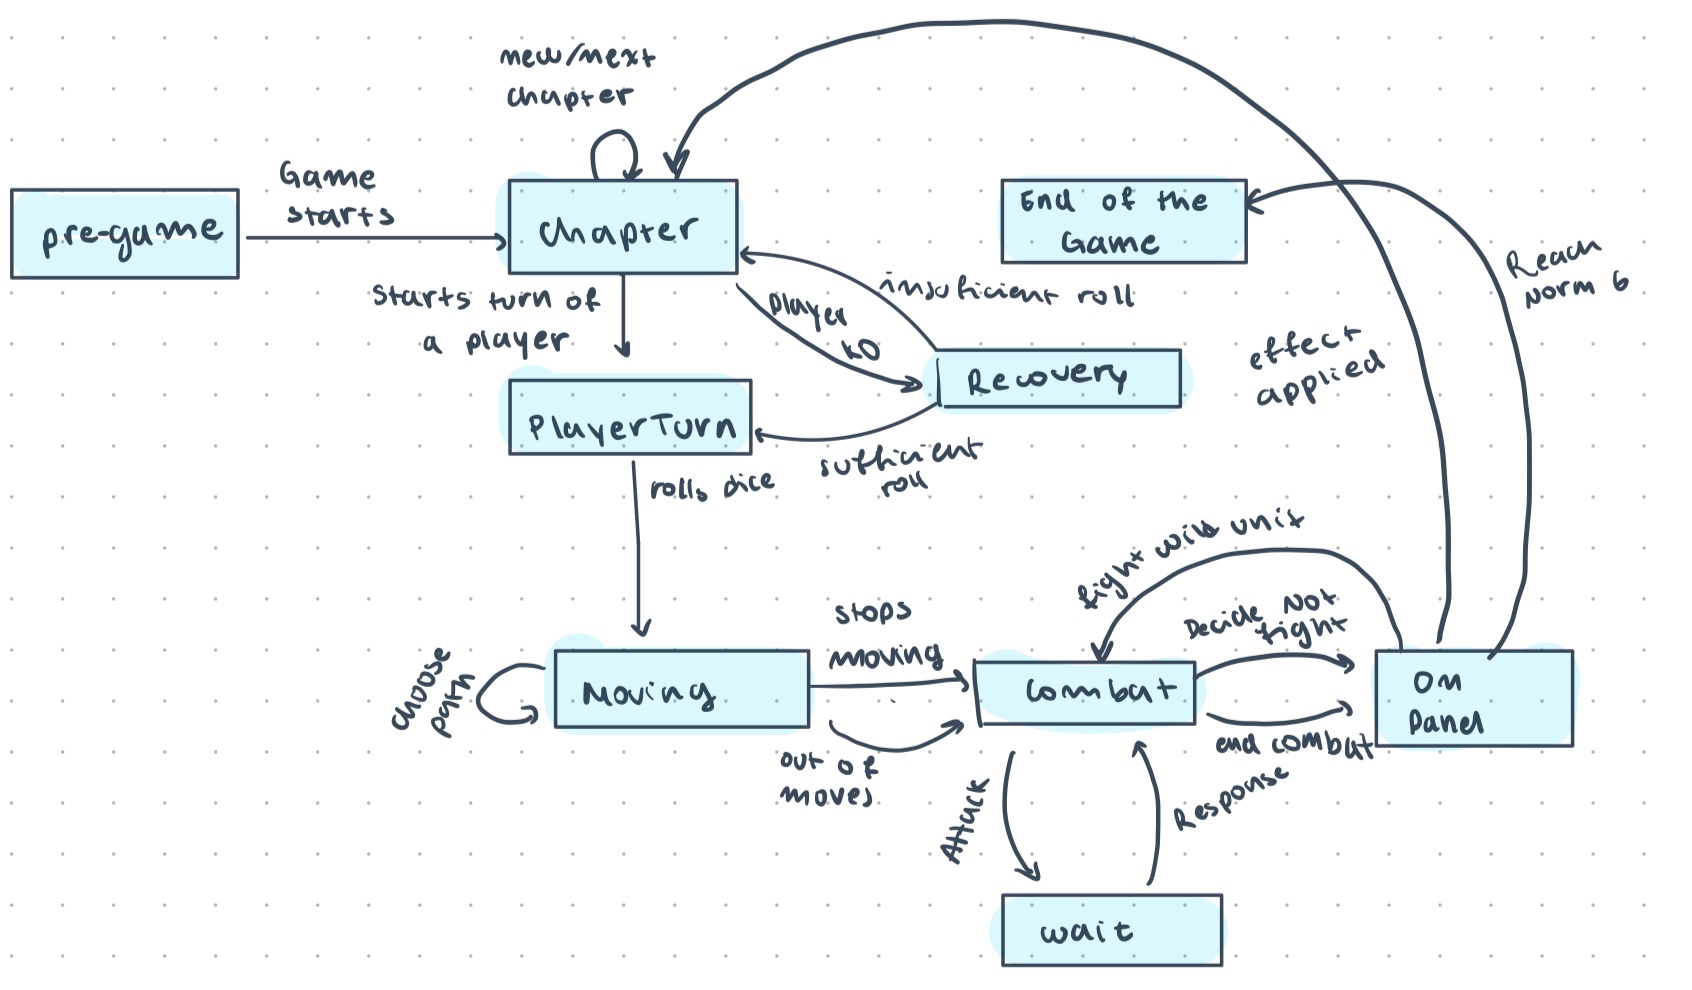 new/next
chapter
Game
starts
pre-game
chapter
End of the
Game
Reach
Norm 6
starts turn of
a player
player
KO
insuficient roll
Recovery
effect
applied
PlayerTurn
sufficient
roll
rolls dice
fight wild unit
Decide Not
fight
stops
moving
choose
path
Moving
combat
On
Panel
out of
moves
end combat
Attack
Response
wait